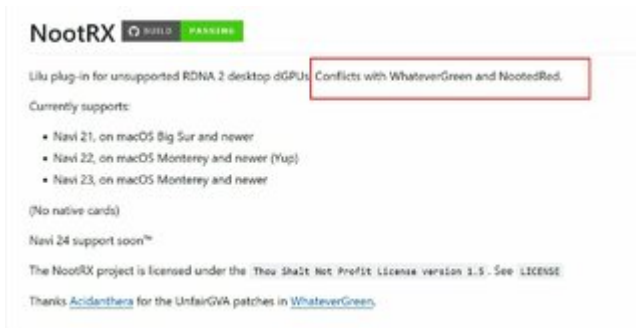 NootRX BUILD PASSING
Lilu plug-in for unsupported RDNA 2 desktop dGPUs. Conflicts with WhateverGreen and NootedRed.
Currently supports:
• Navi 21, on macOS Big Sur and newer
• Navi 22, on macOS Monterey and newer (Yup)
• Navi 23, on macOS Monterey and newer
(No native cards)
Navi 24 support soon™
The NootRX project is licensed under the Thou Shalt Not Profit License version 1.5. See LICENSE
Thanks Acidanthera for the UnfairGVA patches in WhateverGreen.